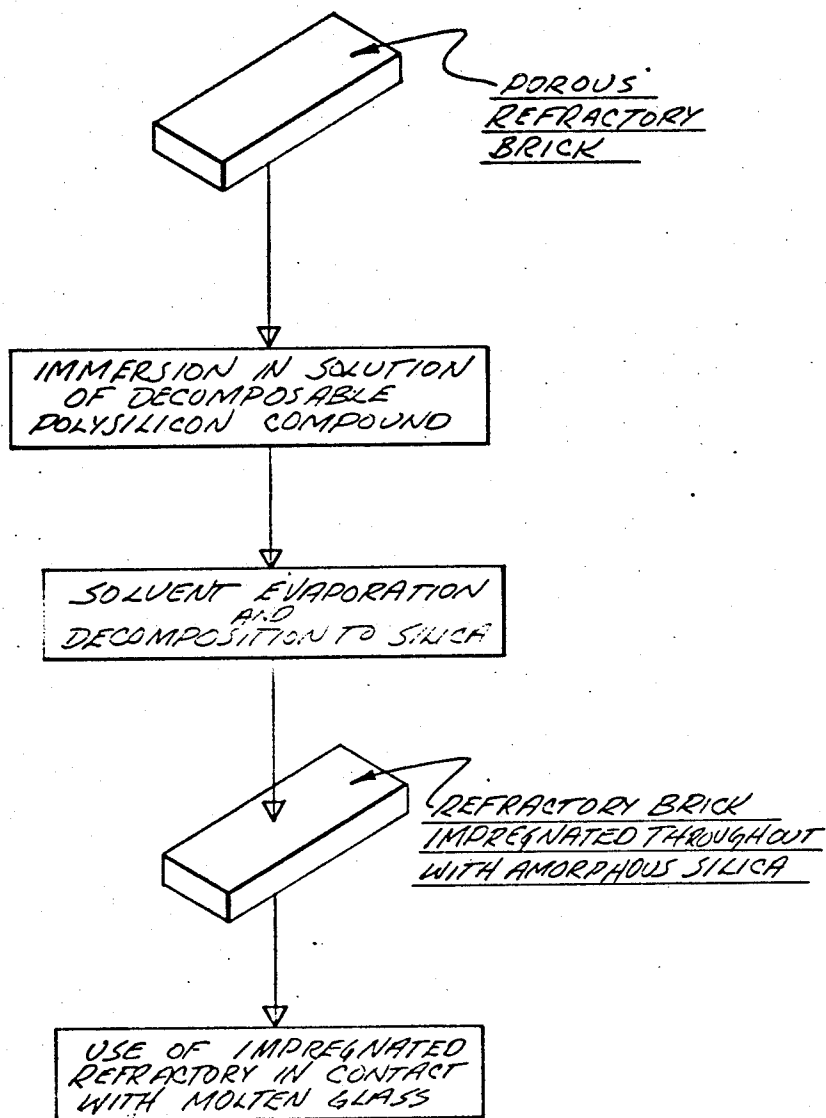 POROUS
REFRACTORY
BRICK
IMMERSION IN SOLUTION
OF DECOMPOSABLE
POLYSILICON COMPOUND
SOLVENT EVAPORATION
AND
DECOMPOSITION TO SILICA
REFRACTORY BRICK
IMPREGNATED THROUGHOUT
WITH AMORPHOUS SILICA
USE OF IMPREGNATED
REFRACTORY IN CONTACT
WITH MOLTEN GLASS